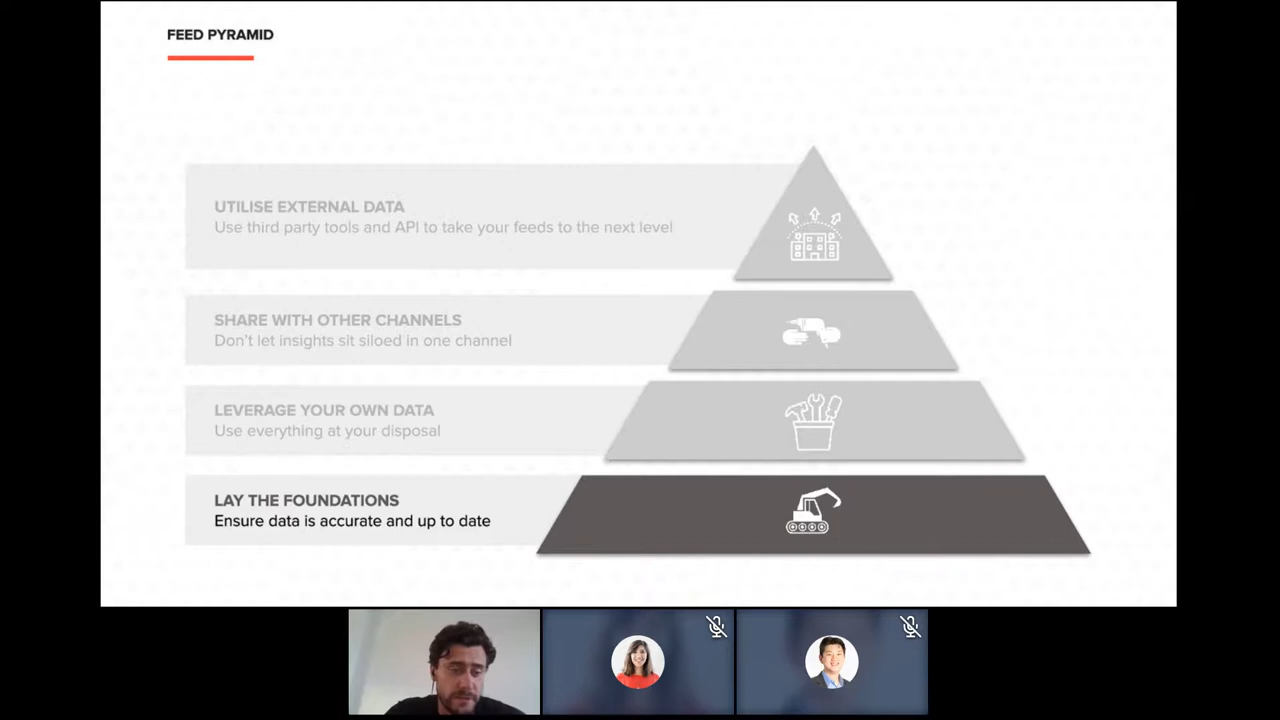 FEED PYRAMID
UTILISE EXTERNAL DATA
Use third party tools and API to take your feeds to the next level
SHARE WITH OTHER CHANNELS
Don't let insights sit siloed in one channel
LEVERAGE YOUR OWN DATA
Use everything at your disposal
LAY THE FOUNDATIONS
Ensure data is accurate and up to date